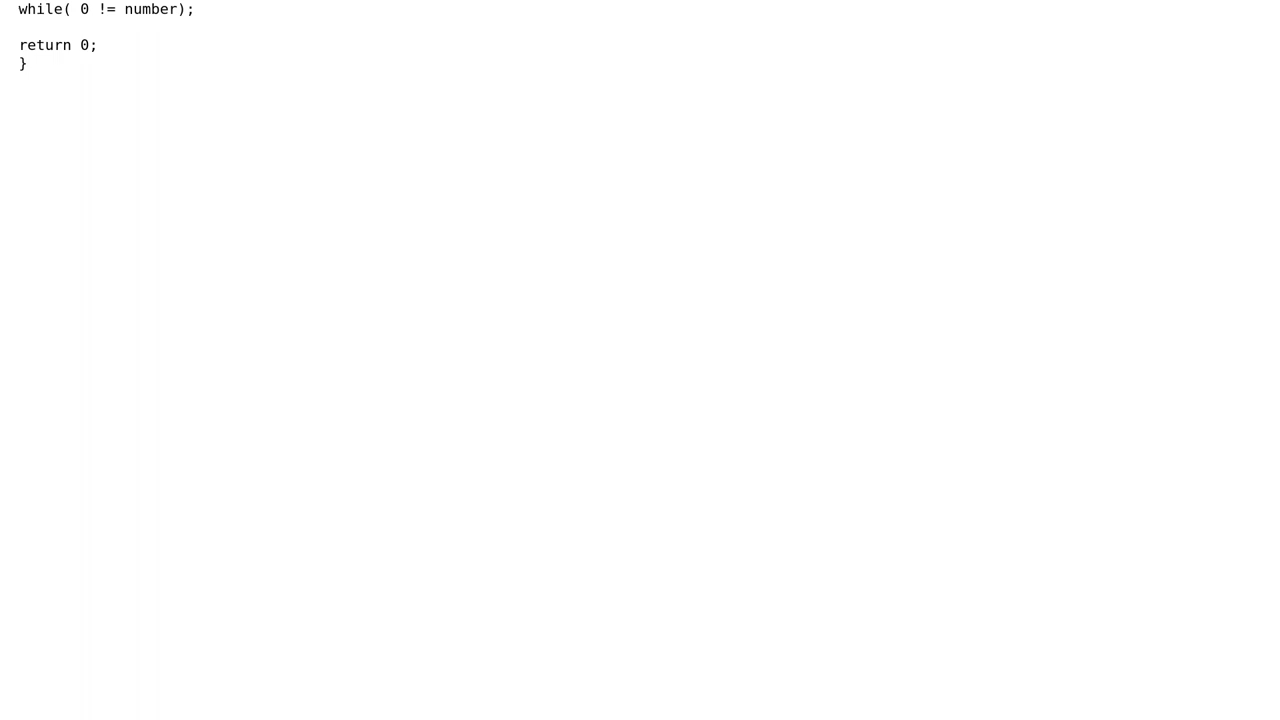 while( 0 != number);
return 0;
}